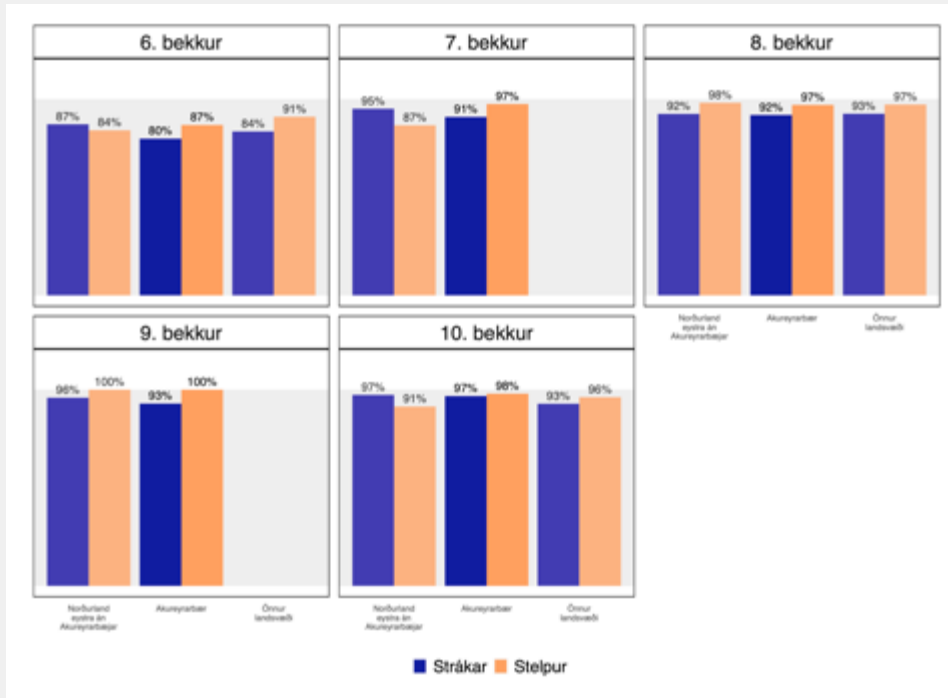 6. bekkur
87% 84% 80% 87% 84% 91%
7. bekkur
95% 87% 91% 97%
8. bekkur
92% 98% 92% 97% 93% 97%
Norðurland
eystra án
Akureyrarbæjar
Akureyrarbær
Önnur
landsvæði
9. bekkur
96% 100% 93% 100%
Norðurland
eystra án
Akureyrarbæjar
Akureyrarbær
Önnur
landsvæði
10. bekkur
97% 91% 97% 98% 93% 96%
Norðurland
eystra án
Akureyrarbæjar
Akureyrarbær
Önnur
landsvæði
Strákar Stelpur